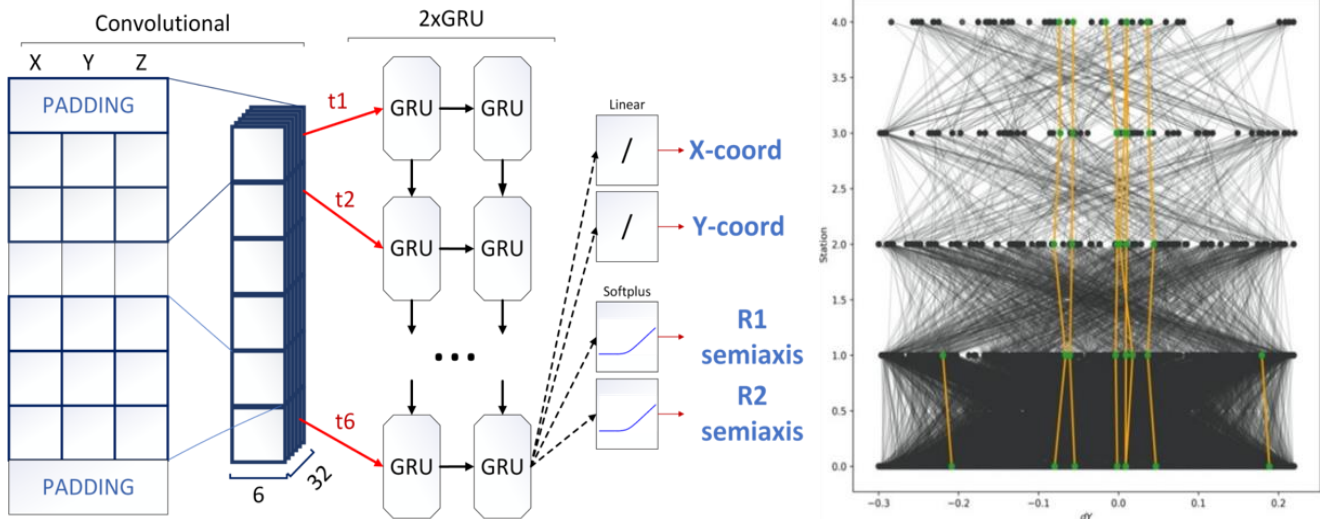 Convolutional
2xGRU
X Y Z
PADDING
t1
GRU GRU
t2
GRU GRU
...
t6
GRU GRU
PADDING
6
32
Linear
/
X-coord
/
Y-coord
Softplus
R1
semiaxis
R2
semiaxis
4.0
3.5
3.0
2.5
2.0
1.5
1.0
0.5
0.0
Station
−0.3 −0.2 −0.1 0.0 0.1 0.2